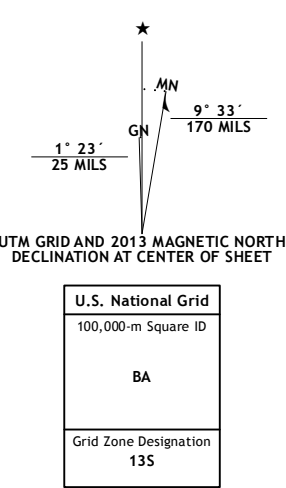 MN
GN
9° 33´
170 MILS
1° 23´
25 MILS
UTM GRID AND 2013 MAGNETIC NORTH
DECLINATION AT CENTER OF SHEET
U.S. National Grid
100,000-m Square ID
BA
Grid Zone Designation
13S